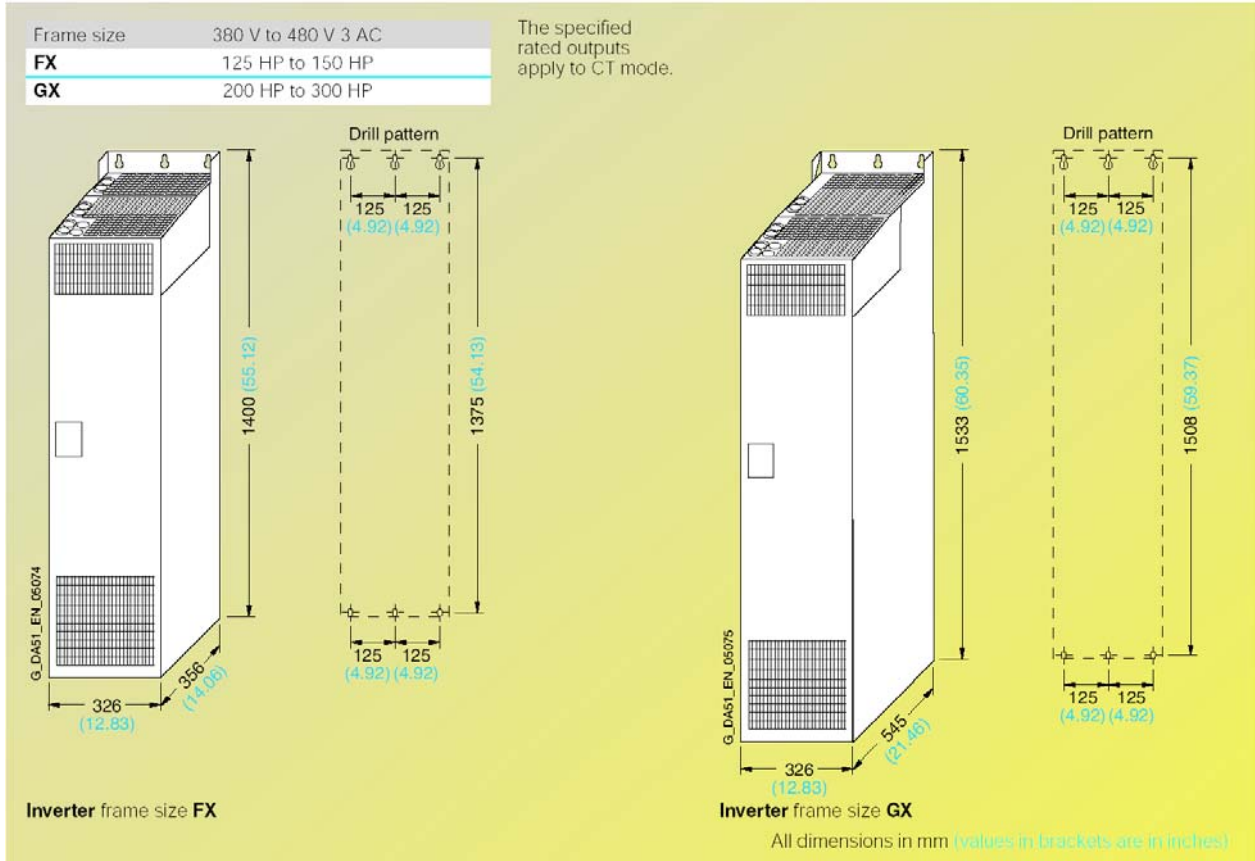 Frame size 380 V to 480 V 3 AC
FX 125 HP to 150 HP
GX 200 HP to 300 HP
The specified
rated outputs
apply to CT mode.
Drill pattern
125 125
(4.92) (4.92)
1400 (55.12)
1375 (54.13)
125 125
(4.92) (4.92)
G_DA51_EN_05074
326
(12.83)
356
(14.06)
Inverter frame size FX
Drill pattern
125 125
(4.92) (4.92)
1533 (60.35)
1508 (59.37)
125 125
(4.92) (4.92)
G_DA51_EN_05075
326
(12.83)
545
(21.46)
Inverter frame size GX
All dimensions in mm (values in brackets are in inches)